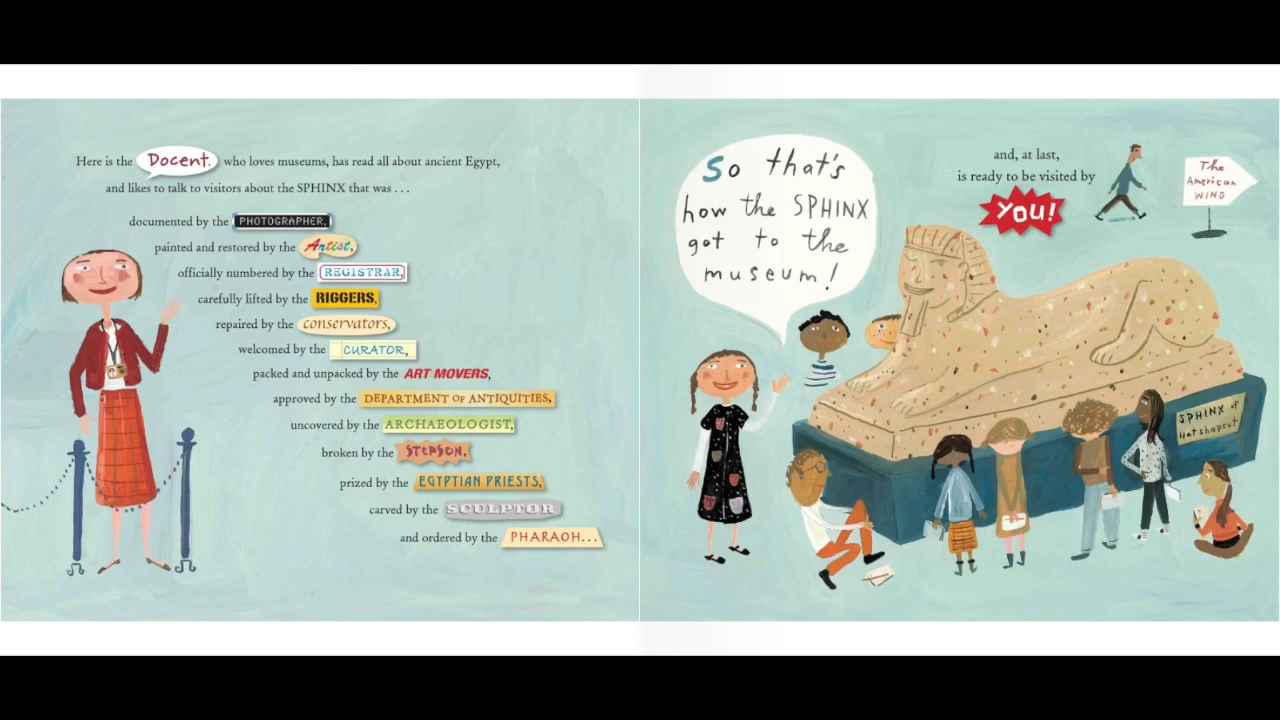 Here is the Docent. who loves museums, has read all about ancient Egypt,
and likes to talk to visitors about the SPHINX that was . . .
documented by the PHOTOGRAPHER,
painted and restored by the Artist,
officially numbered by the REGISTRAR,
carefully lifted by the RIGGERS,
repaired by the conservators,
welcomed by the CURATOR,
packed and unpacked by the ART MOVERS,
approved by the DEPARTMENT OF ANTIQUITIES,
uncovered by the ARCHAEOLOGIST,
broken by the STEPSON,
prized by the EGYPTIAN PRIESTS,
carved by the SCULPTOR
and ordered by the PHARAOH...
So that's
how the SPHINX
got to the
museum!
and, at last,
is ready to be visited by
YOU!
The
American
WING
SPHINX of
Hatshepsut